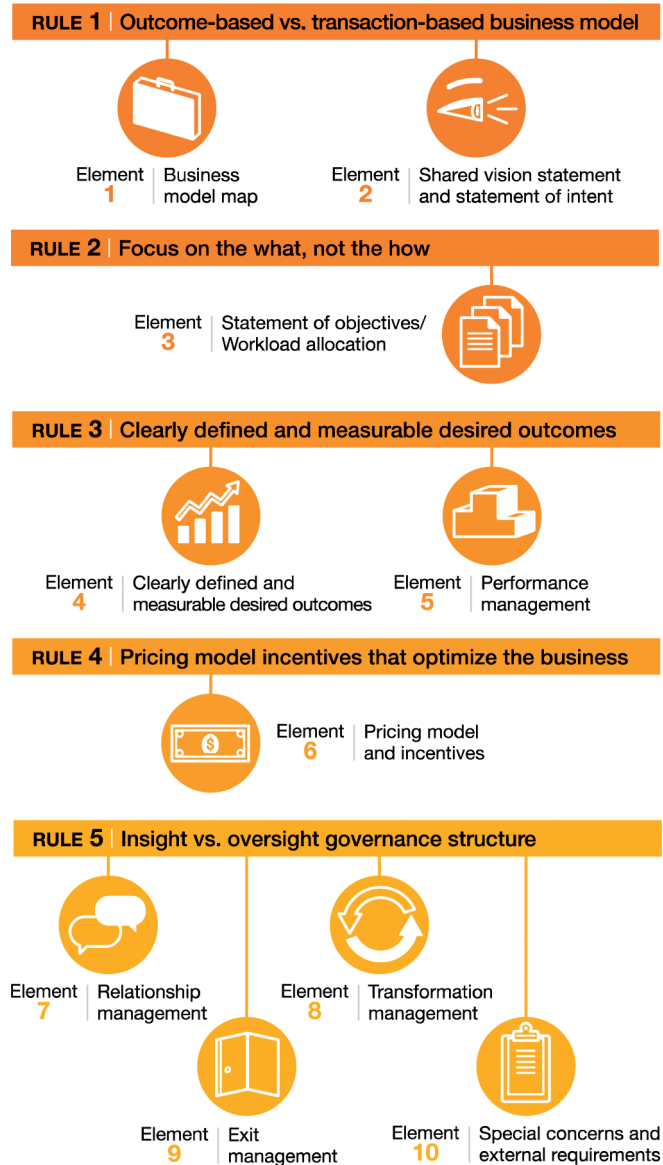 RULE 1 | Outcome-based vs. transaction-based business model
Element 1 | Business
model map
Element 2 | Shared vision statement
and statement of intent
RULE 2 | Focus on the what, not the how
Element 3 | Statement of objectives/
Workload allocation
RULE 3 | Clearly defined and measurable desired outcomes
Element 4 | Clearly defined and
measurable desired outcomes
Element 5 | Performance
management
RULE 4 | Pricing model incentives that optimize the business
$
Element 6 | Pricing model
and incentives
RULE 5 | Insight vs. oversight governance structure
Element 7 | Relationship
management
Element 8 | Transformation
management
Element 9 | Exit
management
Element 10 | Special concerns and
external requirements